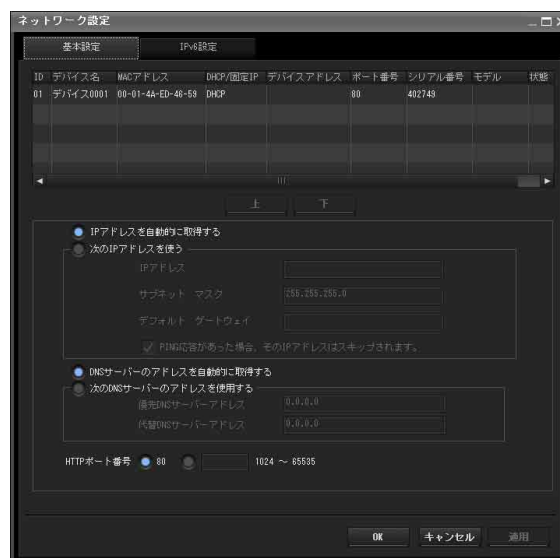 ネットワーク設定
基本設定 IPv6設定
ID デバイス名 MACアドレス DHCP/固定IP デバイスアドレス ポート番号 シリアル番号 モデル 状態
01 デバイス0001 00-01-4A-ED-46-59 DHCP 80 402749
上 下
IPアドレスを自動的に取得する
次のIPアドレスを使う
IPアドレス
サブネット マスク 255.255.255.0
デフォルト ゲートウェイ
PING応答があった場合、そのIPアドレスはスキップされます。
DNSサーバーのアドレスを自動的に取得する
次のDNSサーバーのアドレスを使用する
優先DNSサーバーアドレス 0.0.0.0
代替DNSサーバーアドレス 0.0.0.0
HTTPポート番号 80 1024 ～ 65535
OK キャンセル 適用